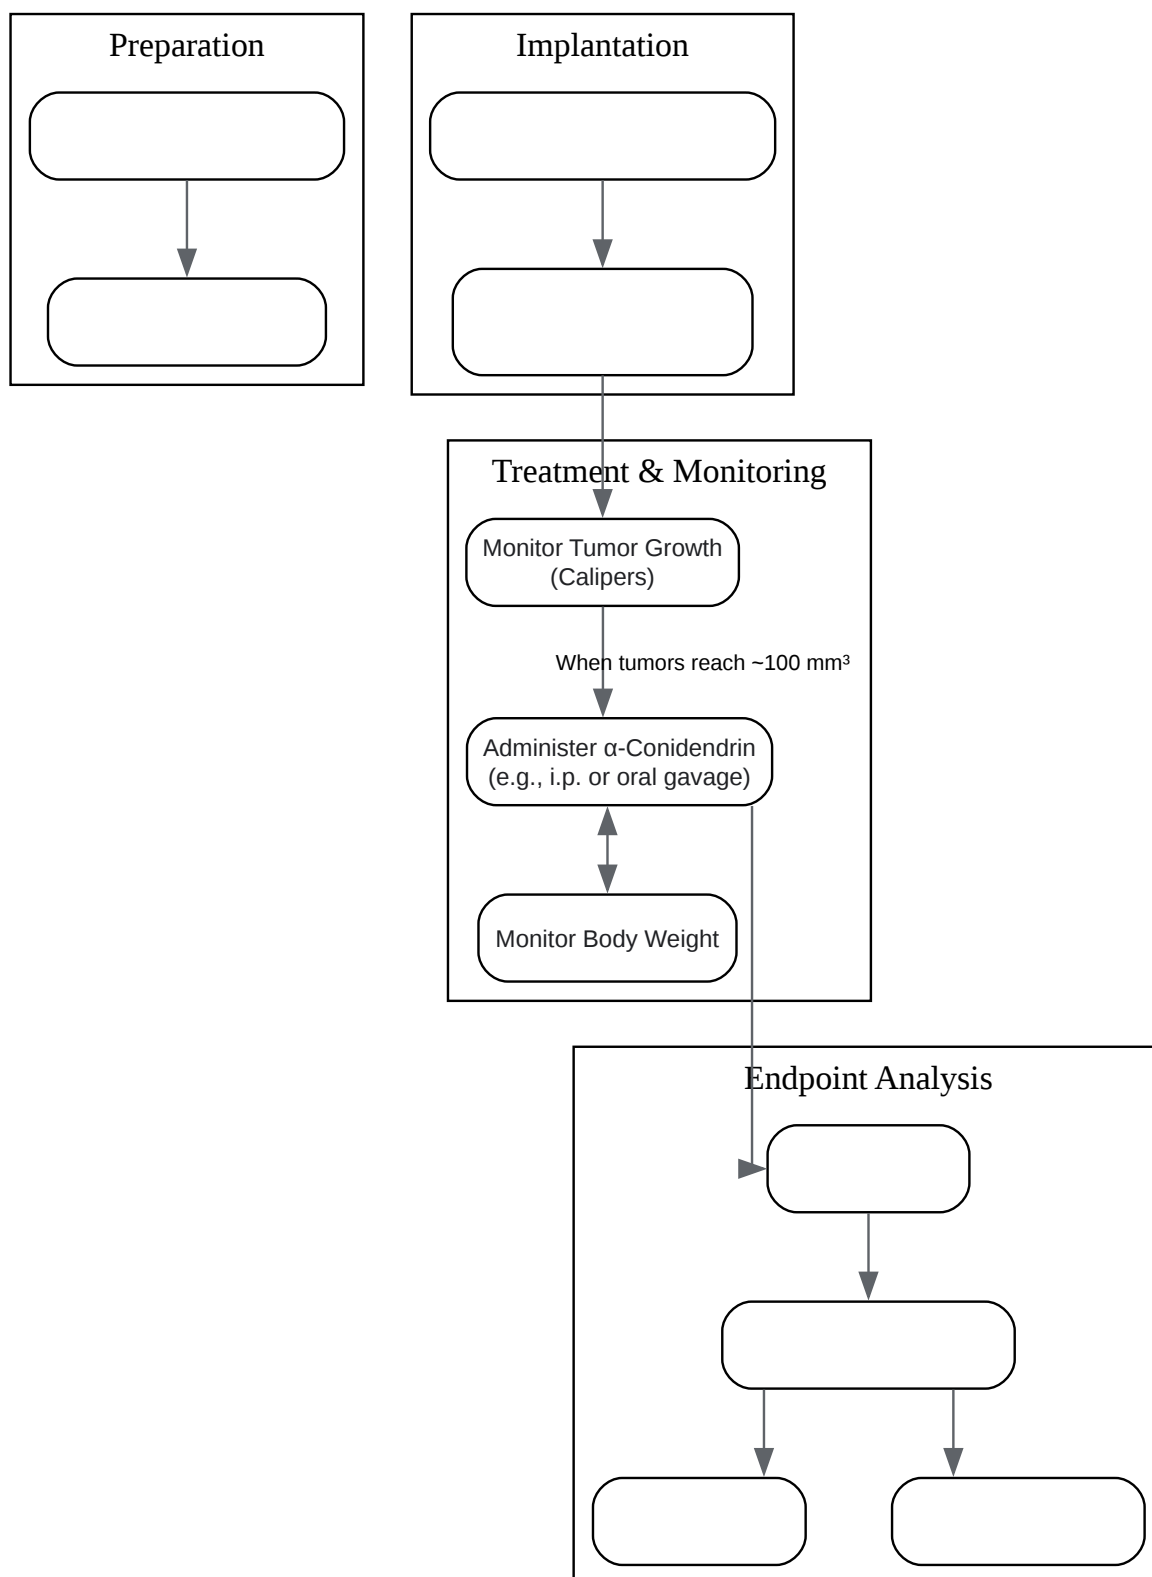 Preparation
Implantation
Treatment & Monitoring
Monitor Tumor Growth
(Calipers)
When tumors reach ~100 mm³
Administer α-Conidendrin
(e.g., i.p. or oral gavage)
Monitor Body Weight
Endpoint Analysis